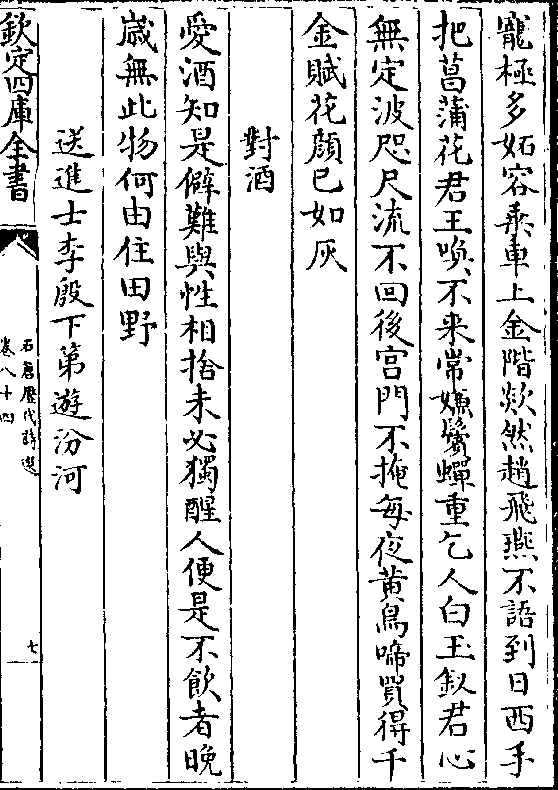 寵極多妬容乘車上金階欻然趙飛燕不語到日西手
把菖蒲花君王喚不来常嫌鬢蟬重乞人白玉釵君心
無定波咫尺流不回後宫門不掩每夜黄鳥啼買得千
金賦花顔已如灰
對酒
愛酒知是僻難與性相捨未必獨醒人便是不飲者晚
嵗無此物何由住田野
送進士李殷下第遊汾河
欽定四庫全書
石倉歴代詩選
卷八十四
七